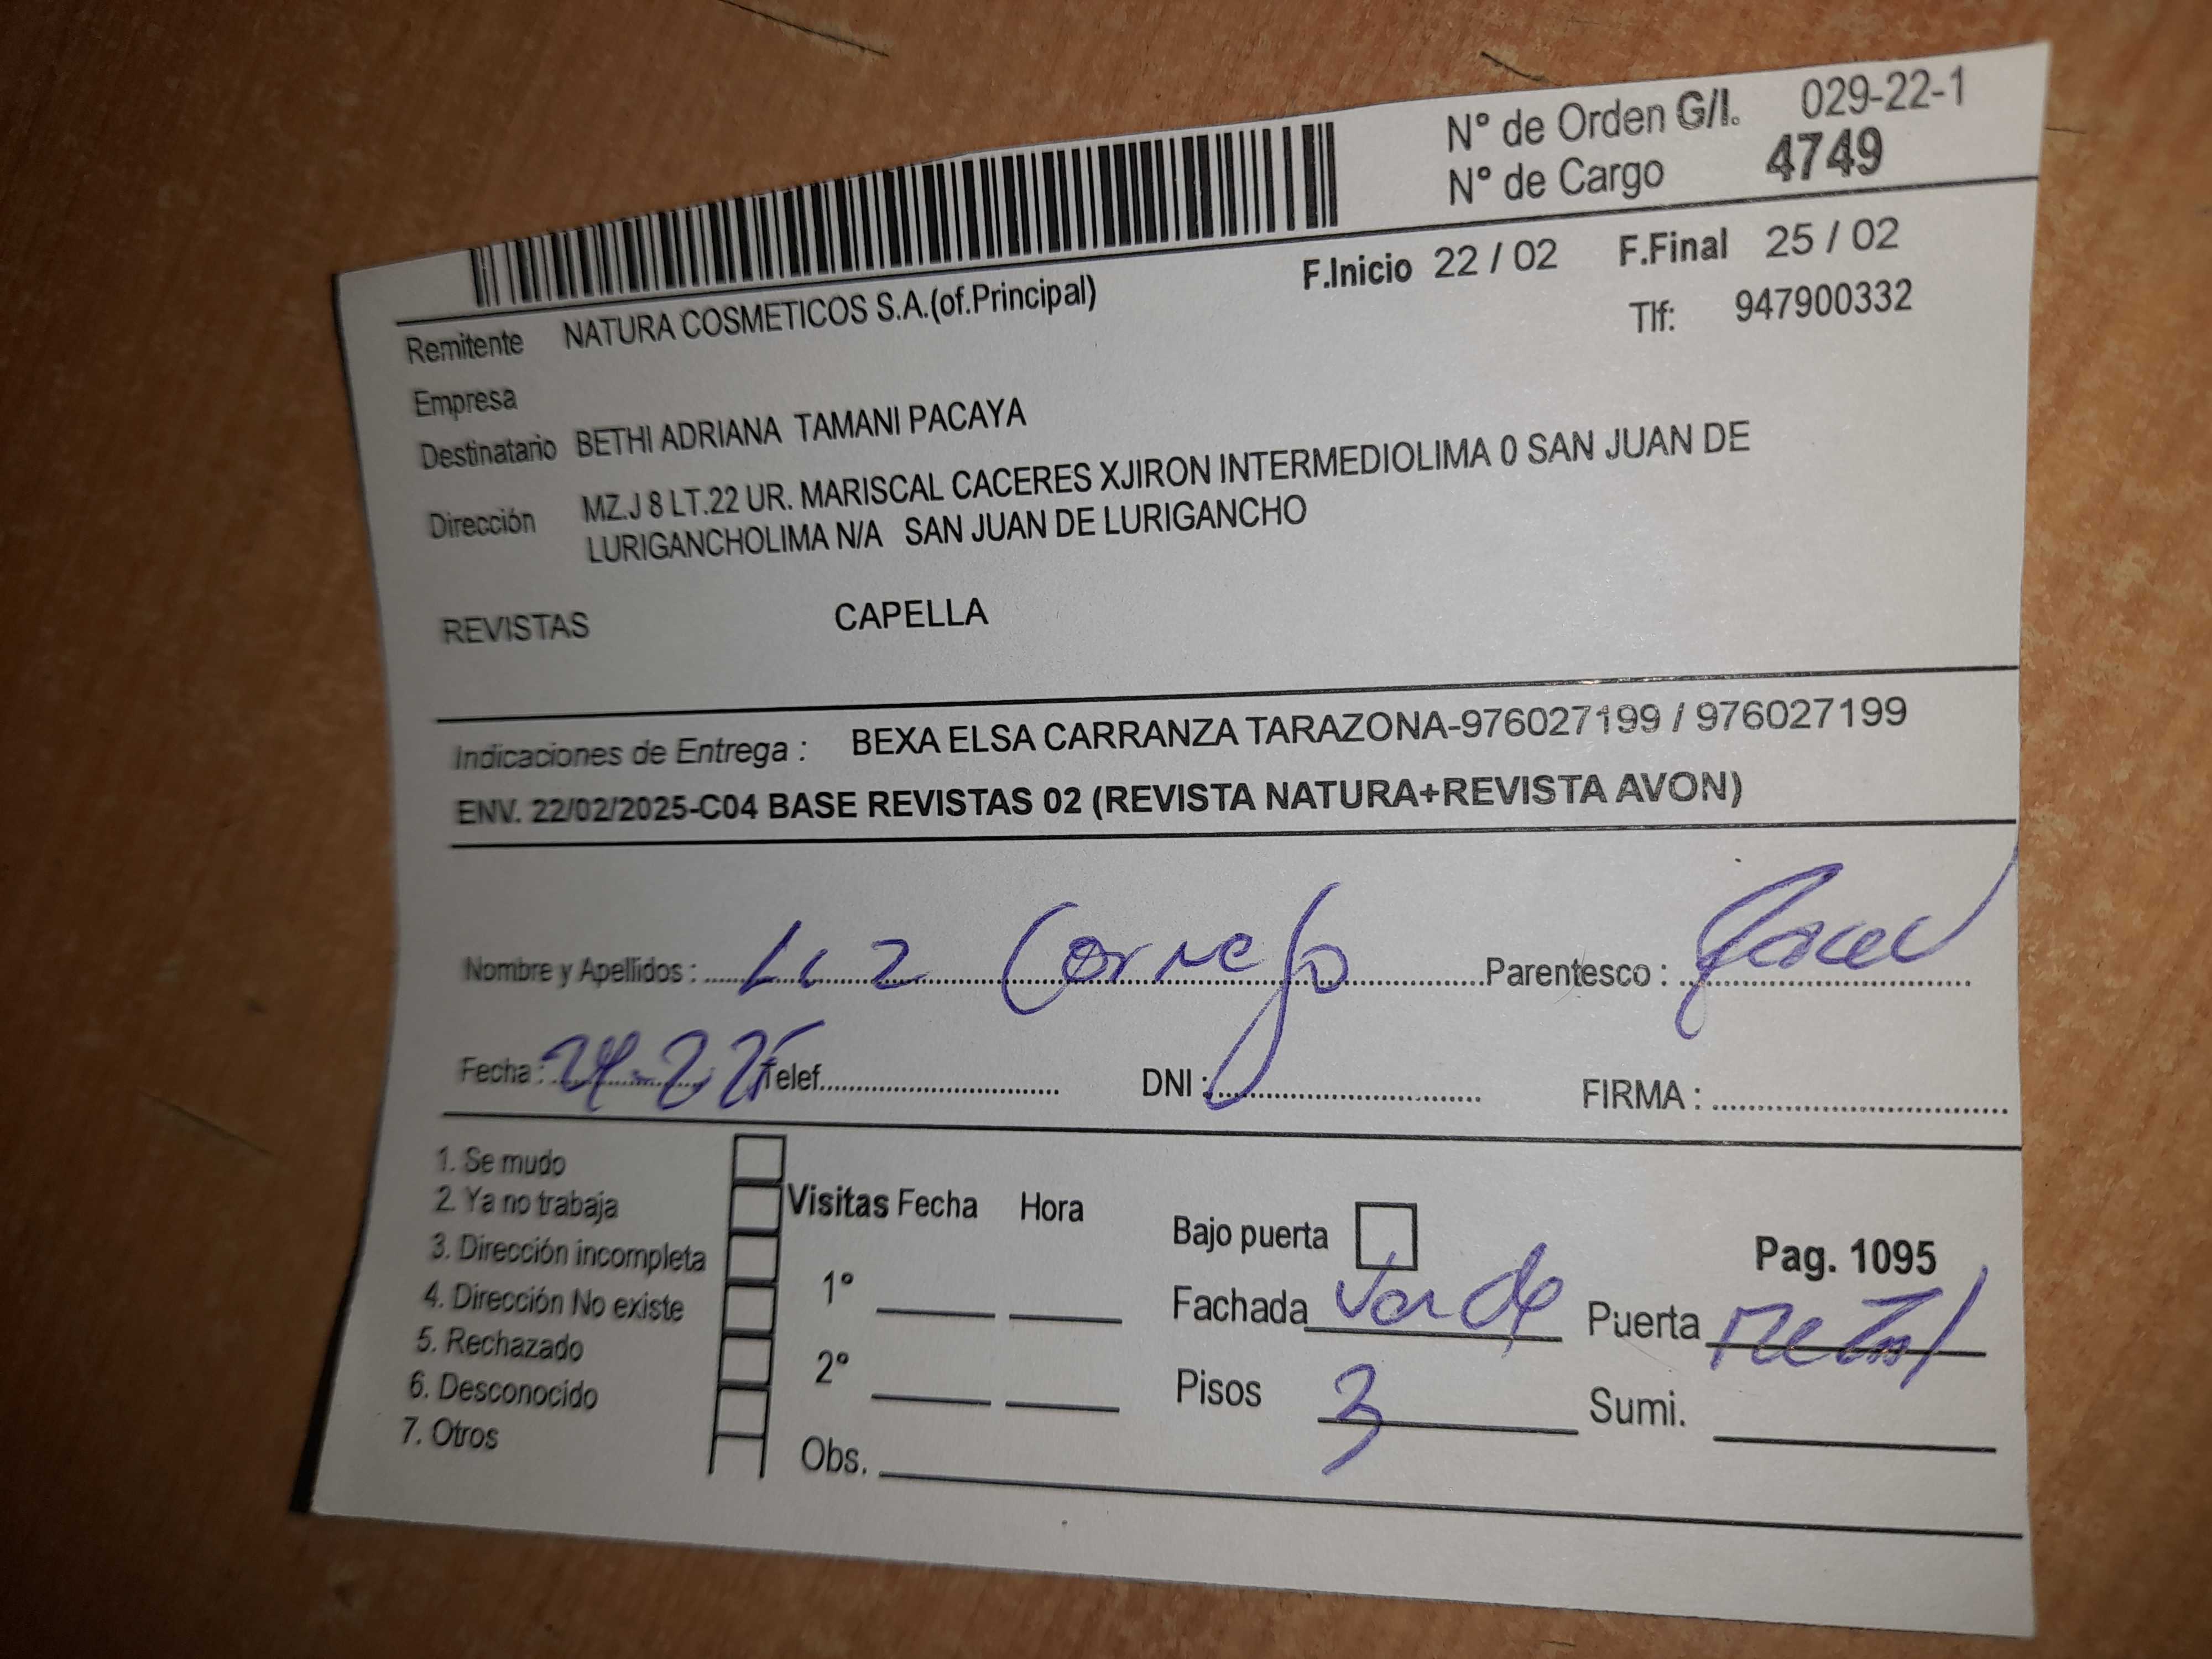 N° de Orden G/I. 029-22-1
N° de Cargo 4749
F.Inicio 22 / 02 F.Final 25 / 02
Remitente NATURA COSMETICOS S.A.(of.Principal) Tlf: 947900332
Empresa
Destinatario BETHI ADRIANA TAMANI PACAYA
Dirección MZ.J 8 LT.22 UR. MARISCAL CACERES XJIRON INTERMEDIOLIMA 0 SAN JUAN DE
LURIGANCHOLIMA N/A SAN JUAN DE LURIGANCHO
REVISTAS CAPELLA
Indicaciones de Entrega : BEXA ELSA CARRANZA TARAZONA-976027199 / 976027199
ENV. 22/02/2025-C04 BASE REVISTAS 02 (REVISTA NATURA+REVISTA AVON)
Nombre y Apellidos : Luz Cornejo Parentesco :
Fecha : 24-2-25 Telef. DNI : FIRMA :
1. Se mudo
2. Ya no trabaja
3. Dirección incompleta
4. Dirección No existe
5. Rechazado
6. Desconocido
7. Otros
Visitas Fecha Hora
1°
2°
Obs.
Bajo puerta Pag. 1095
Fachada Verde Puerta Metal
Pisos 3 Sumi.